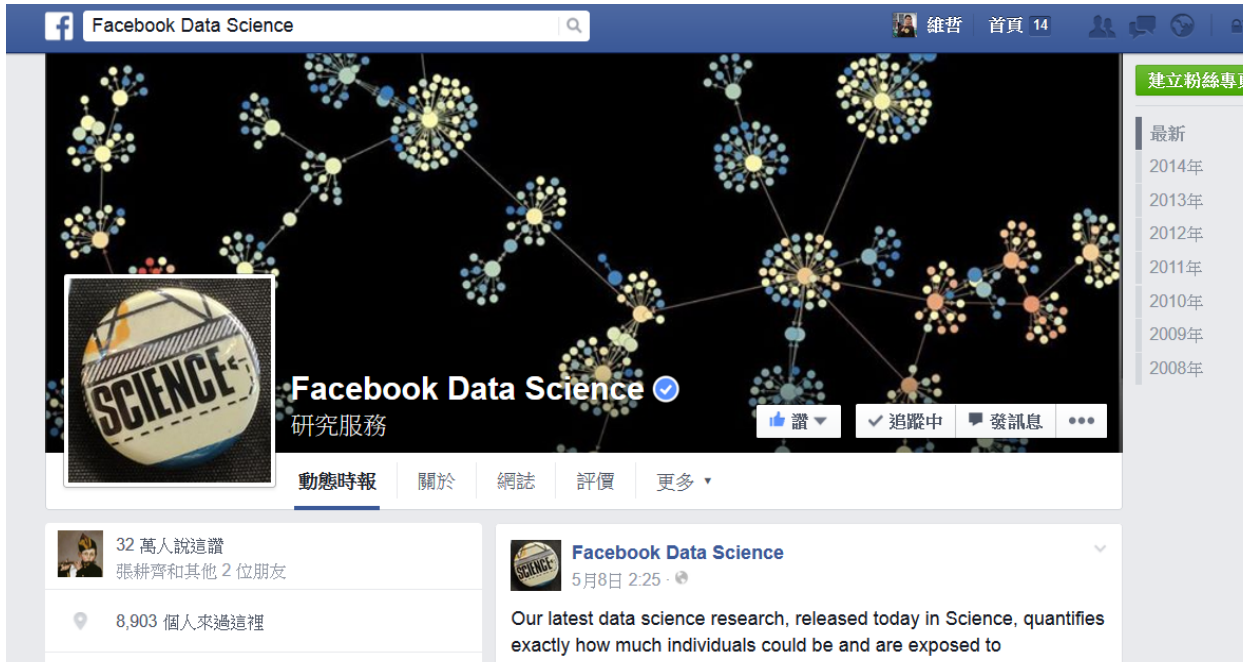 Facebook Data Science
維哲
首頁 14
建立粉絲專
最新
2014年
2013年
2012年
2011年
2010年
2009年
2008年
SCIENCE
Facebook Data Science
研究服務
讚
追蹤中
發訊息
動態時報
關於
網誌
評價
更多
32 萬人說這讚
張耕齊和其他 2 位朋友
8,903 個人來過這裡
SCIENCE
Facebook Data Science
5月8日 2:25
Our latest data science research, released today in Science, quantifies
exactly how much individuals could be and are exposed to